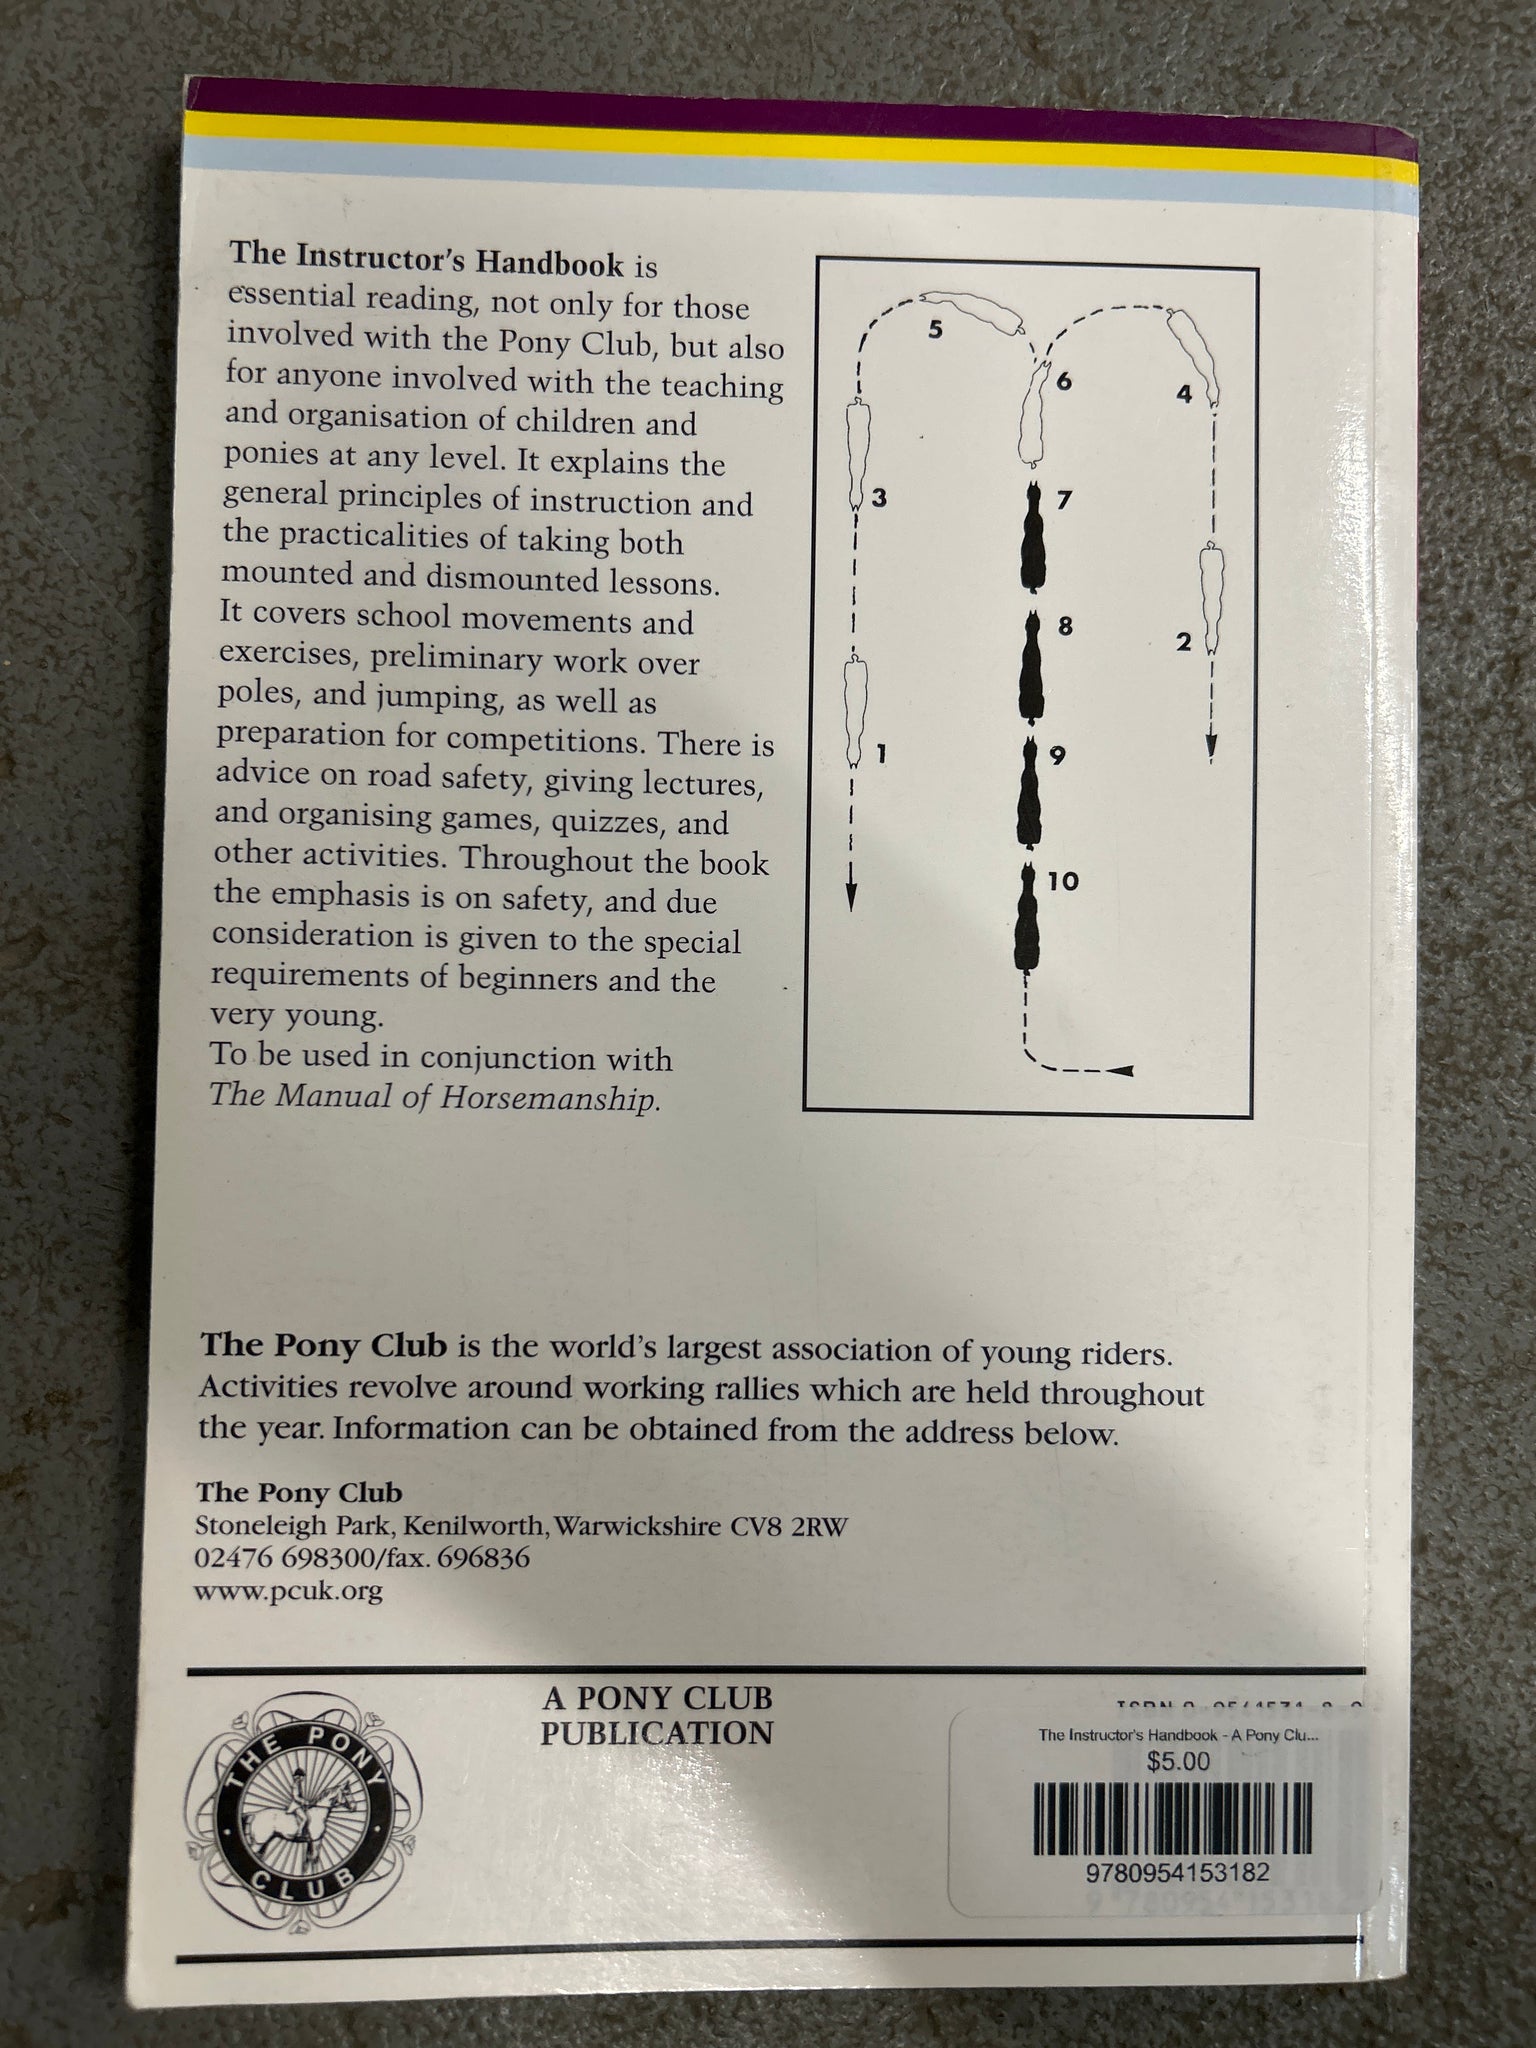 The Instructor's Handbook is
essential reading, not only for those
involved with the Pony Club, but also
for anyone involved with the teaching
and organisation of children and
ponies at any level. It explains the
general principles of instruction and
the practicalities of taking both
mounted and dismounted lessons.
It covers school movements and
exercises, preliminary work over
poles, and jumping, as well as
preparation for competitions. There is
advice on road safety, giving lectures,
and organising games, quizzes, and
other activities. Throughout the book
the emphasis is on safety, and due
consideration is given to the special
requirements of beginners and the
very young.
To be used in conjunction with
The Manual of Horsemanship.
5
6
4
3
7
8
2
1
9
10
The Pony Club is the world's largest association of young riders.
Activities revolve around working rallies which are held throughout
the year. Information can be obtained from the address below.
The Pony Club
Stoneleigh Park, Kenilworth, Warwickshire CV8 2RW
02476 698300/fax. 696836
www.pcuk.org
THE PONY
CLUB
A PONY CLUB
PUBLICATION
ISBN
The Instructor's Handbook - A Pony Clu...
$5.00
9780954153182